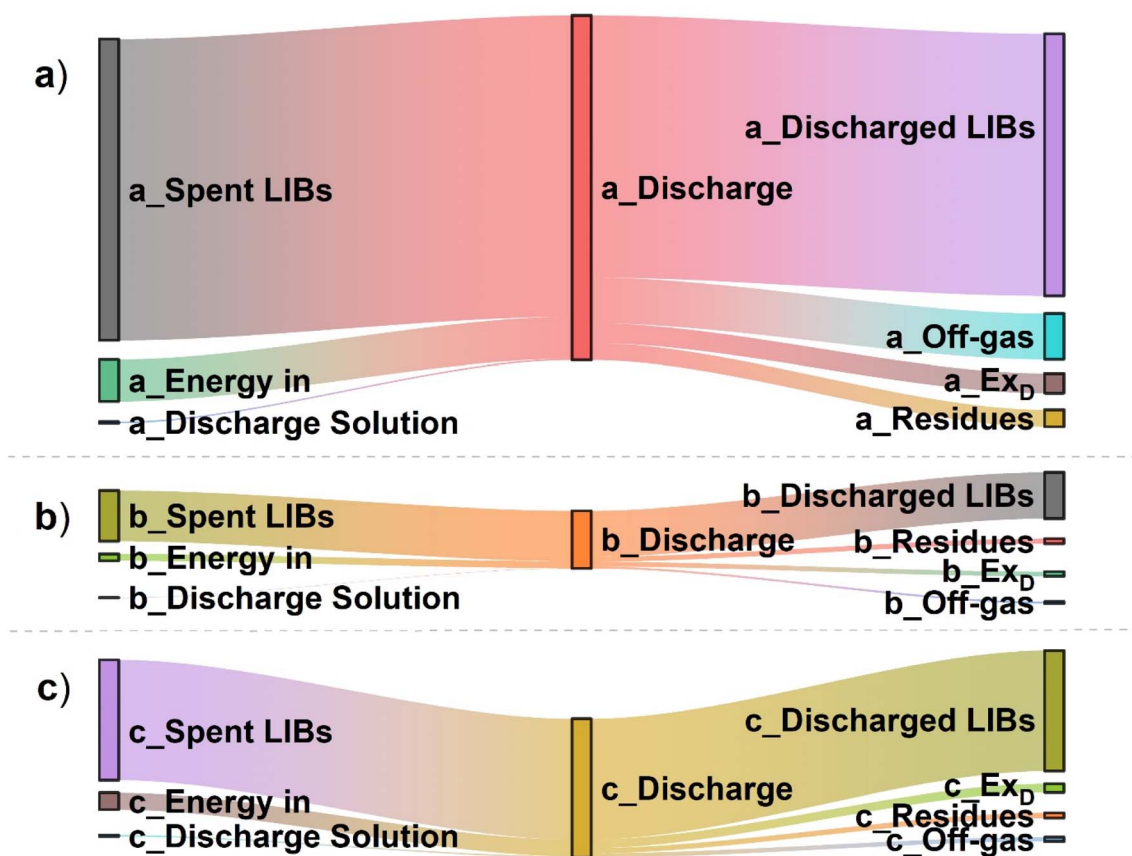 a)
a_Spent LIBs
a_Energy in
a_Discharge Solution
a_Discharge
a_Discharged LIBs
a_Off-gas
a_Ex_D
a_Residues
b)
b_Spent LIBs
b_Energy in
b_Discharge Solution
b_Discharge
b_Discharged LIBs
b_Residues
b_Ex_D
b_Off-gas
c)
c_Spent LIBs
c_Energy in
c_Discharge Solution
c_Discharge
c_Discharged LIBs
c_Ex_D
c_Residues
c_Off-gas